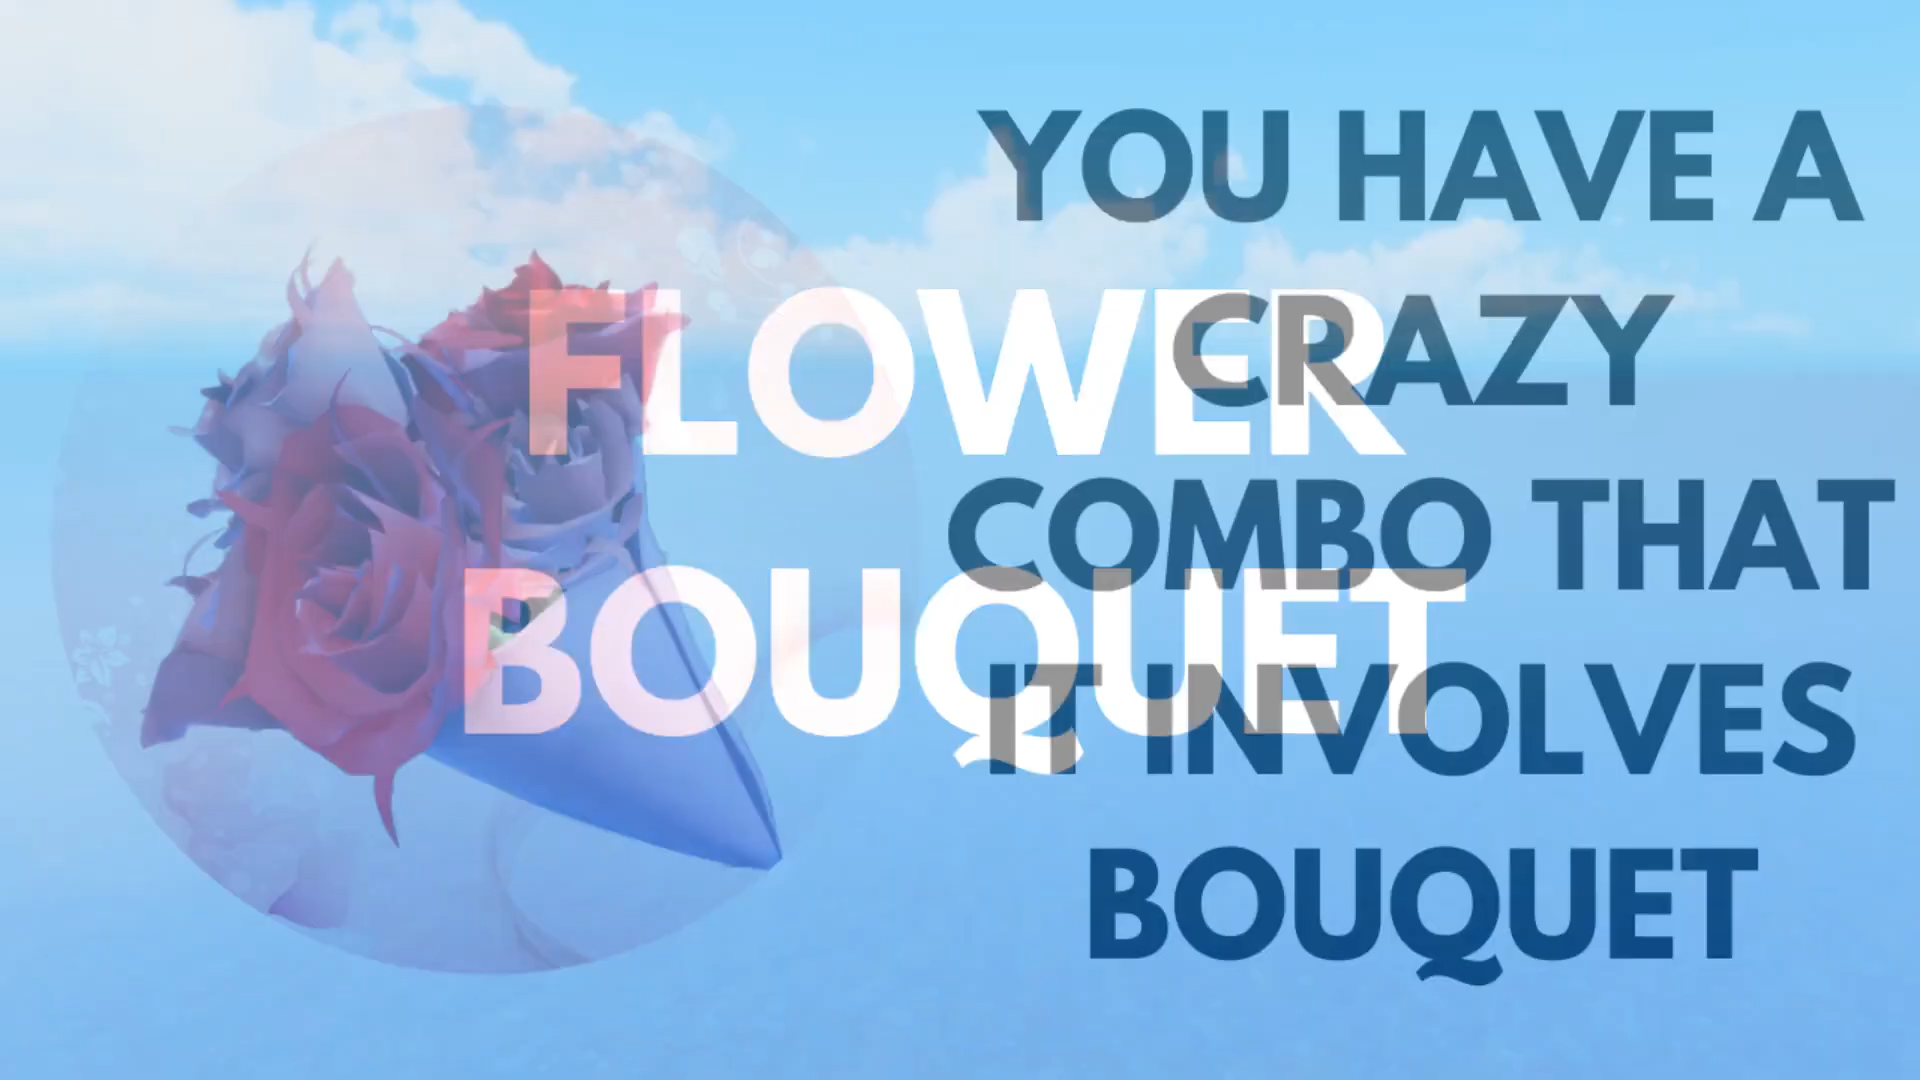 FLOWER
BOUQUET
YOU HAVE A
CRAZY
COMBO THAT
IT INVOLVES
BOUQUET